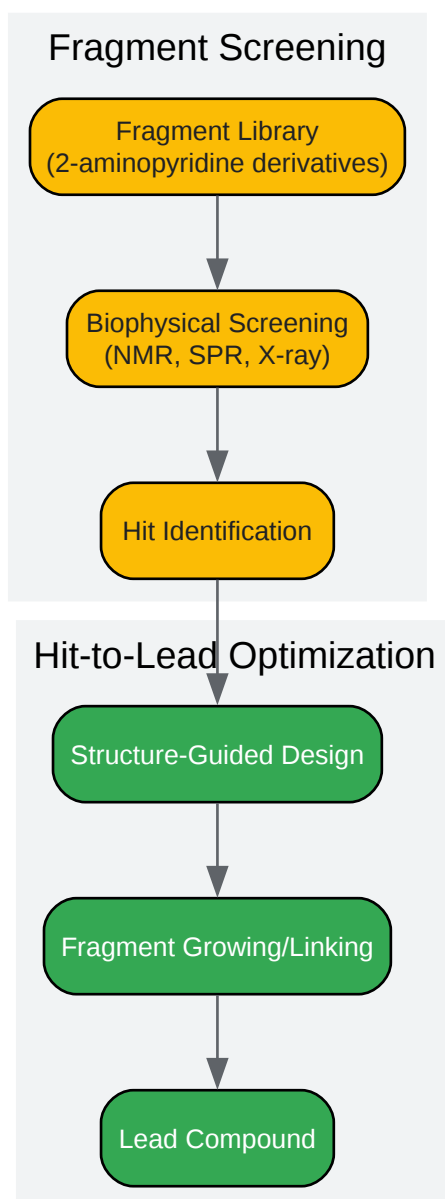 Fragment Screening
Fragment Library
(2-aminopyridine derivatives)
Biophysical Screening
(NMR, SPR, X-ray)
Hit Identification
Hit-to-Lead Optimization
Structure-Guided Design
Fragment Growing/Linking
Lead Compound